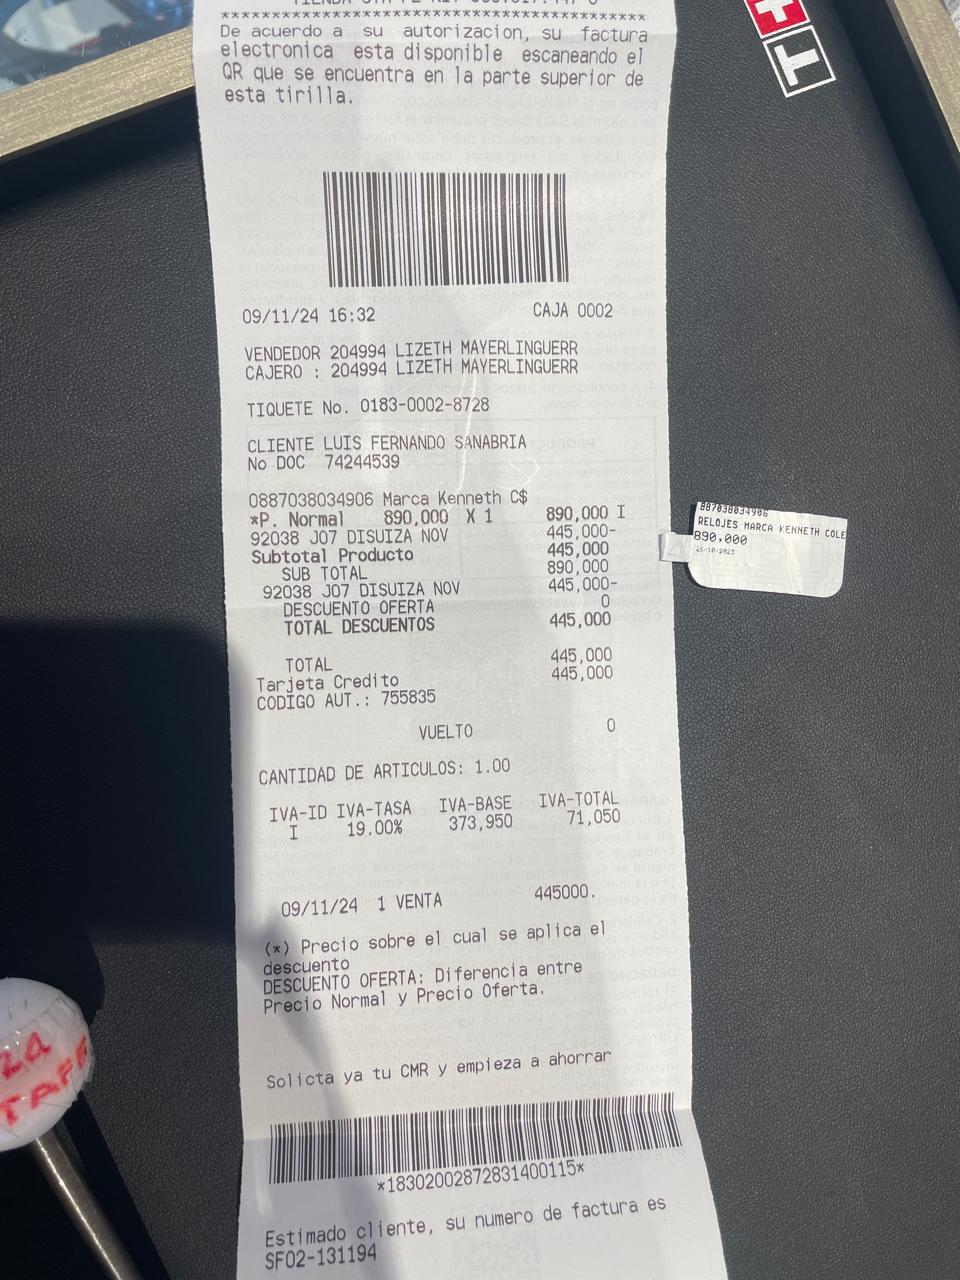 *******************************************
De acuerdo a su autorizacion, su factura
electronica esta disponible escaneando el
QR que se encuentra en la parte superior de
esta tirilla.
09/11/24 16:32 CAJA 0002
VENDEDOR 204994 LIZETH MAYERLINGUERR
CAJERO : 204994 LIZETH MAYERLINGUERR
TIQUETE No. 0183-0002-8728
CLIENTE LUIS FERNANDO SANABRIA
No DOC 74244539
0887038034906 Marca Kenneth C$
*P. Normal 890,000 X 1 890,000 I
92038 J07 DISUIZA NOV 445,000-
Subtotal Producto 445,000
SUB TOTAL 890,000
92038 J07 DISUIZA NOV 445,000-
DESCUENTO OFERTA 0
TOTAL DESCUENTOS 445,000
TOTAL 445,000
Tarjeta Credito 445,000
CODIGO AUT.: 755835
VUELTO 0
CANTIDAD DE ARTICULOS: 1.00
IVA-ID IVA-TASA IVA-BASE IVA-TOTAL
I 19.00% 373,950 71,050
09/11/24 1 VENTA 445000.
(*) Precio sobre el cual se aplica el
descuento
DESCUENTO OFERTA: Diferencia entre
Precio Normal y Precio Oferta.
Solicta ya tu CMR y empieza a ahorrar
*18302002872831400115*
Estimado cliente, su numero de factura es
SF02-131194
887038034906
RELOJES MARCA KENNETH COLE
890,000
26/10/2023
T